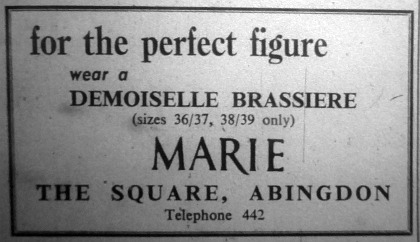 for the perfect figure
wear a
DEMOISELLE BRASSIERE
(sizes 36/37, 38/39 only)
MARIE
THE SQUARE, ABINGDON
Telephone 442